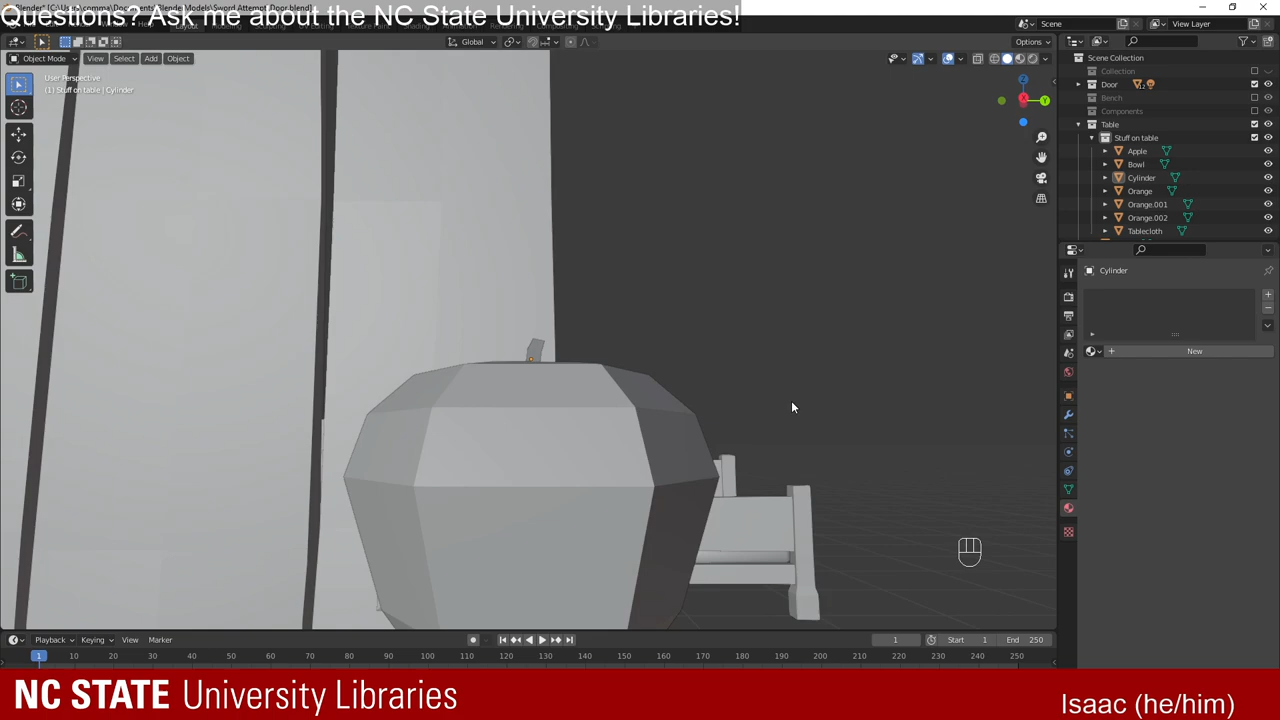 Questions? Ask me about the NC State University Libraries!
Scene
View Layer
Global
Options
Object Mode
View
Select
Add
Object
User Perspective
(1) Stuff on table | Cylinder
Z
Y
Scene Collection
Collection
Door
12
Bench
Components
Table
Stuff on table
Apple
Bowl
Cylinder
Orange
Orange.001
Orange.002
Tablecloth
Cylinder
New
Playback
Keying
View
Marker
1
Start 1
End 250
1 10 20 30 40 50 60 70 80 90 100 110 120 130 140 150 160 170 180 190 200 210 220 230 240 250
NC STATE University Libraries
Isaac (he/him)